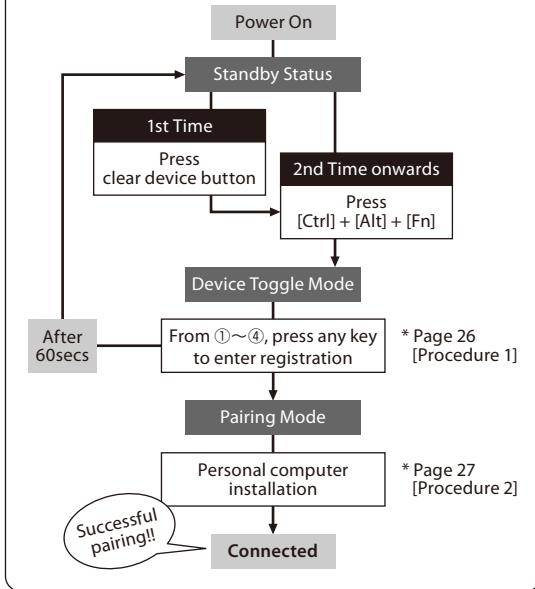 Power On
Standby Status
1st Time
Press
clear device button
2nd Time onwards
Press
[Ctrl] + [Alt] + [Fn]
Device Toggle Mode
After
60secs
From ①～④, press any key
to enter registration
* Page 26
[Procedure 1]
Pairing Mode
Personal computer
installation
* Page 27
[Procedure 2]
Successful
pairing!!
Connected